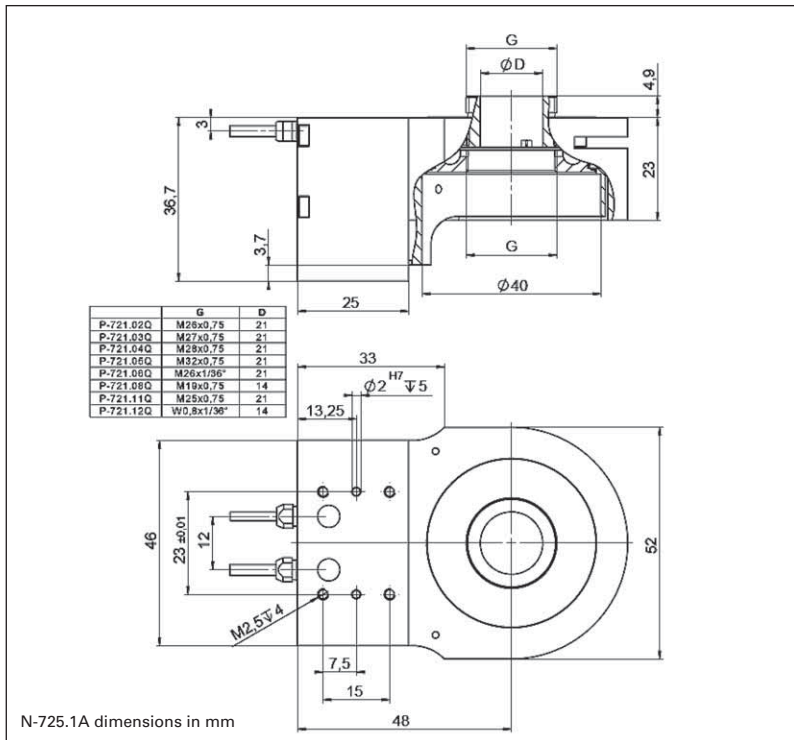 G
ØD
4,9
3
36,7
23
3,7
G
25
Ø40
G D
P-721.02Q M26x0,75 21
P-721.03Q M27x0,75 21
P-721.04Q M28x0,75 21
P-721.05Q M32x0,75 21
P-721.06Q M26x1/36" 21
P-721.08Q M19x0,75 14
P-721.11Q M25x0,75 21
P-721.12Q W0,8x1/36" 14
33
Ø2 H7 ↧5
13,25
46
23 ±0,01
12
52
M2,5↧4
7,5
15
48
N-725.1A dimensions in mm